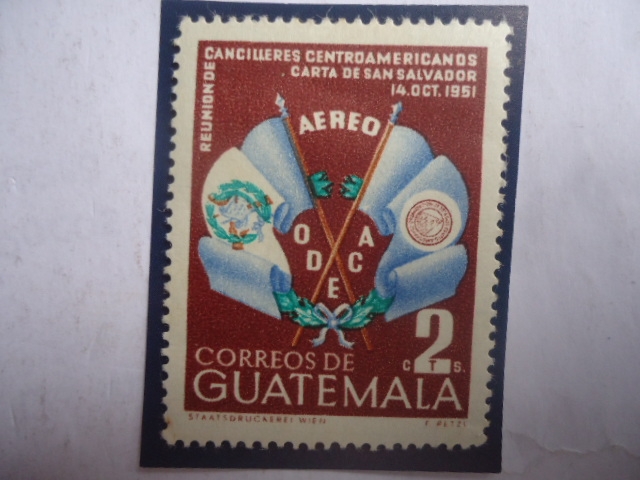 REUNION DE
CANCILLERES CENTROAMERICANOS
CARTA DE SAN SALVADOR
14.OCT.1951
AEREO
ODECA
2
CTS.
CORREOS DE
GUATEMALA
STAATSDRUCKEREI WIEN